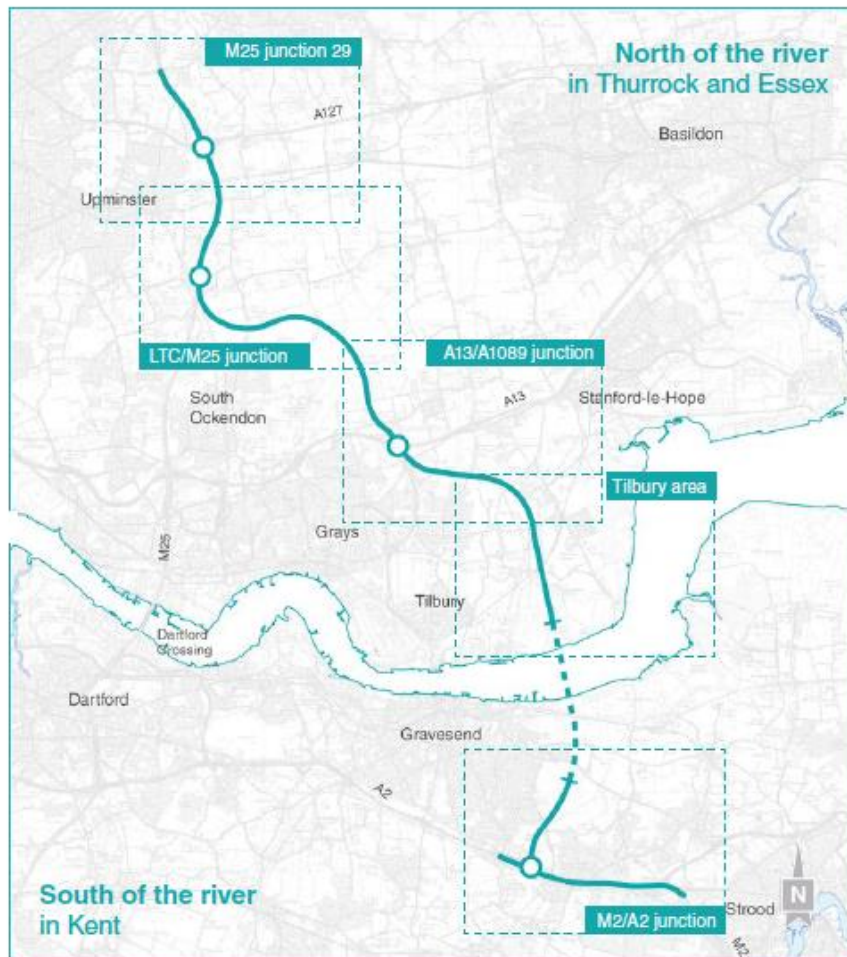 M25 junction 29
North of the river
in Thurrock and Essex
A127
Basildon
Upminster
LTC/M25 junction
A13/A1089 junction
South
Ockendon
A13
Stanford-le-Hope
Tilbury area
Grays
M25
Tilbury
Dartford
Crossing
Dartford
Gravesend
A2
South of the river
in Kent
M2/A2 junction
Strood
N
M2